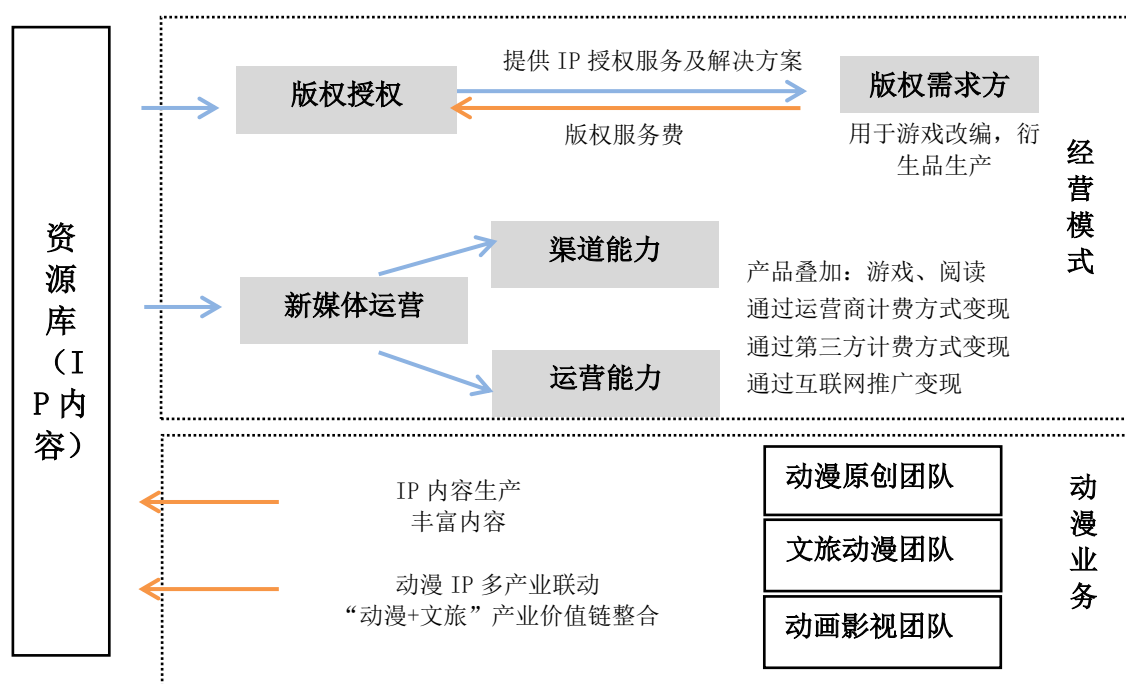 资
源
库
（I
P 内
容）
提供 IP 授权服务及解决方案
版权授权
版权需求方
版权服务费
用于游戏改编，衍
生品生产
经
营
模
式
渠道能力
新媒体运营
运营能力
产品叠加：游戏、阅读
通过运营商计费方式变现
通过第三方计费方式变现
通过互联网推广变现
IP 内容生产
丰富内容
动漫 IP 多产业联动
“动漫+文旅”产业价值链整合
动漫原创团队
文旅动漫团队
动画影视团队
动
漫
业
务